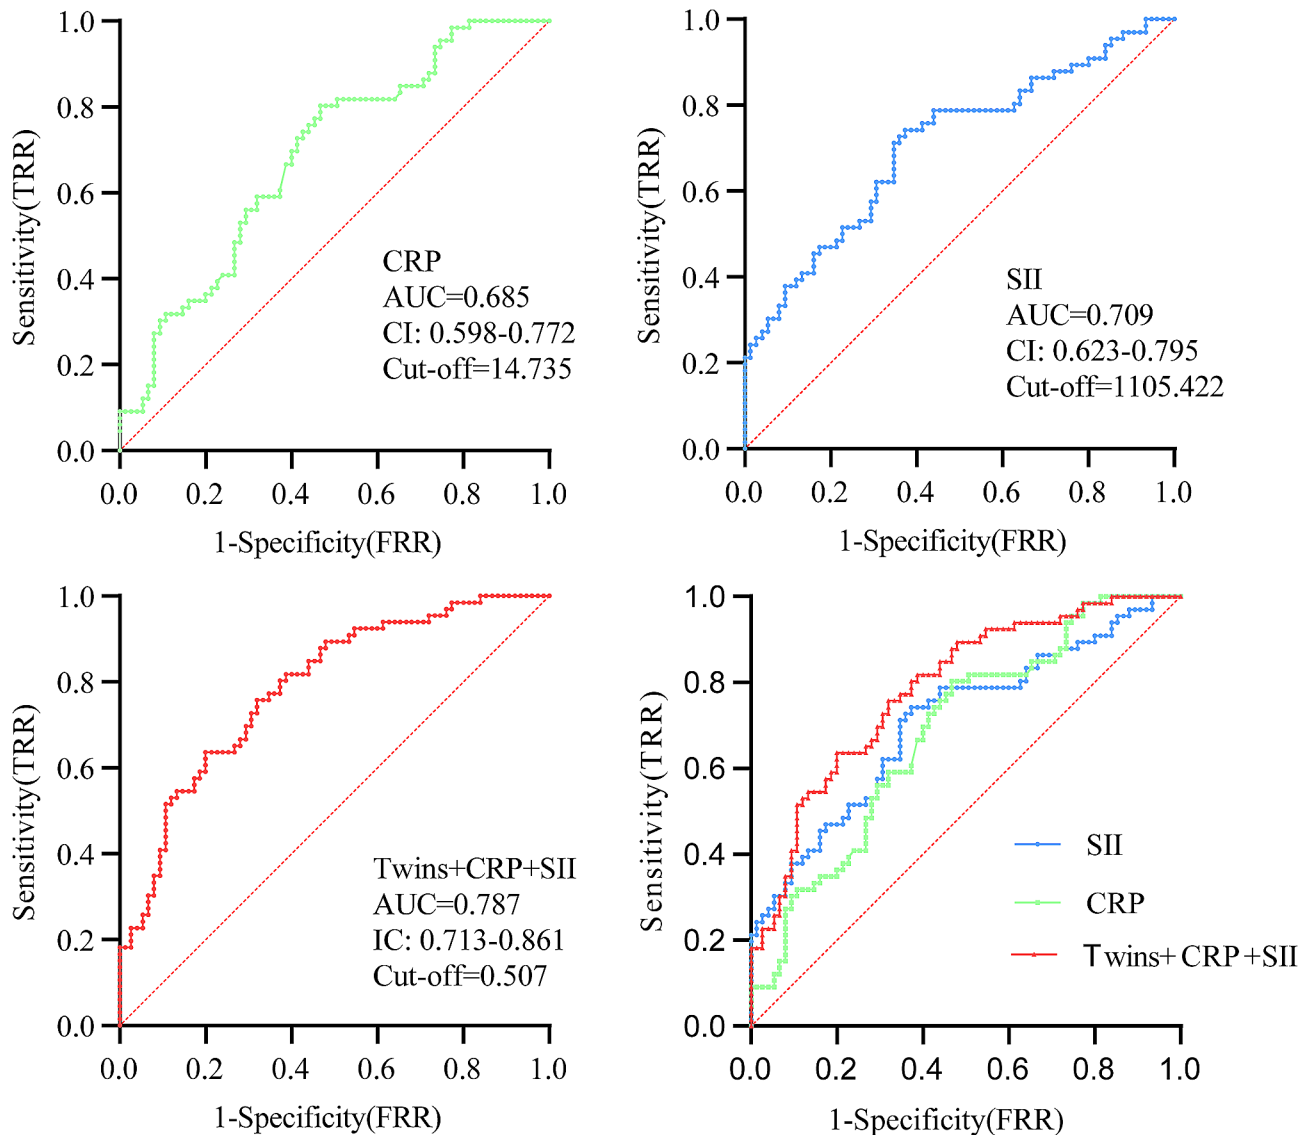 1.0
0.8
0.6
0.4
0.2
0.0
Sensitivity(TRR)
CRP
AUC=0.685
CI: 0.598-0.772
Cut-off=14.735
0.0 0.2 0.4 0.6 0.8 1.0
1-Specificity(FRR)
1.0
0.8
0.6
0.4
0.2
0.0
Sensitivity(TRR)
SII
AUC=0.709
CI: 0.623-0.795
Cut-off=1105.422
0.0 0.2 0.4 0.6 0.8 1.0
1-Specificity(FRR)
1.0
0.8
0.6
0.4
0.2
0.0
Sensitivity(TRR)
Twins+CRP+SII
AUC=0.787
IC: 0.713-0.861
Cut-off=0.507
0.0 0.2 0.4 0.6 0.8 1.0
1-Specificity(FRR)
1.0
0.8
0.6
0.4
0.2
0.0
Sensitivity(TRR)
SII
CRP
Twins+CRP+SII
0.0 0.2 0.4 0.6 0.8 1.0
1-Specificity(FRR)